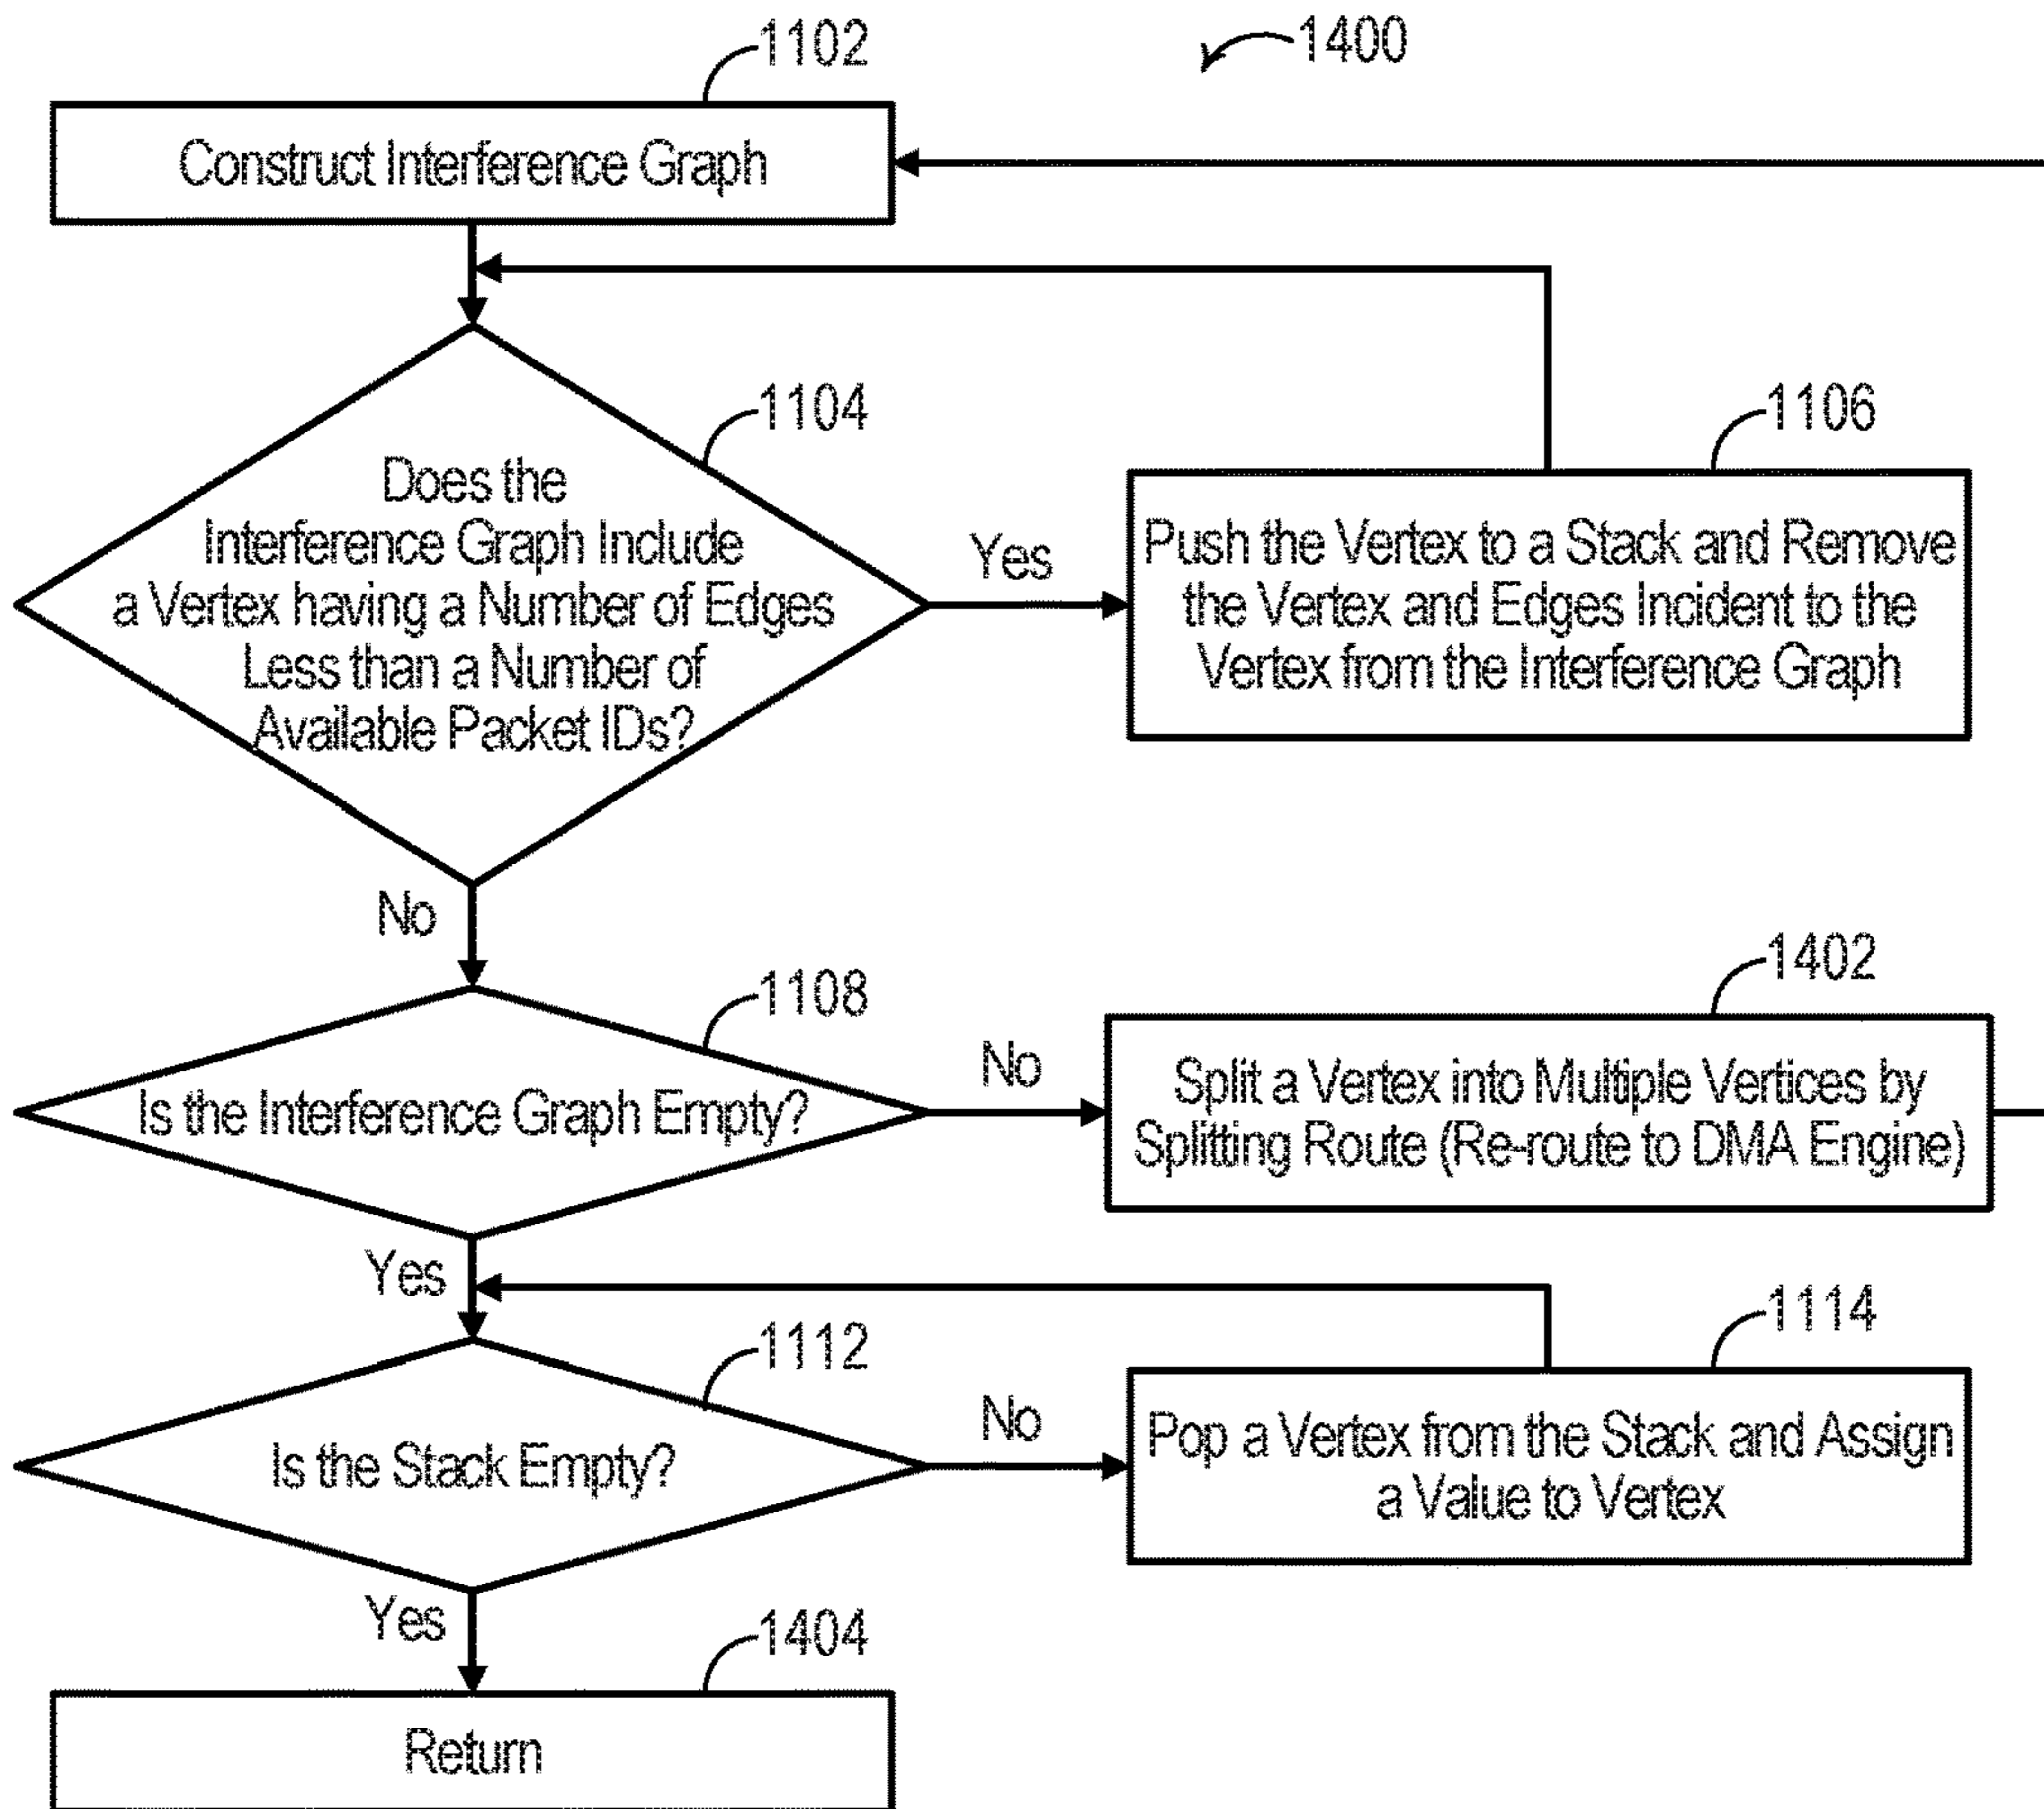 1102
1400
Construct Interference Graph
1104
Does the
Interference Graph Include
a Vertex having a Number of Edges
Less than a Number of
Available Packet IDs?
Yes
1106
Push the Vertex to a Stack and Remove
the Vertex and Edges Incident to the
Vertex from the Interference Graph
No
1108
Is the Interference Graph Empty?
No
1402
Split a Vertex into Multiple Vertices by
Splitting Route (Re-route to DMA Engine)
Yes
1112
Is the Stack Empty?
No
1114
Pop a Vertex from the Stack and Assign
a Value to Vertex
Yes
1404
Return